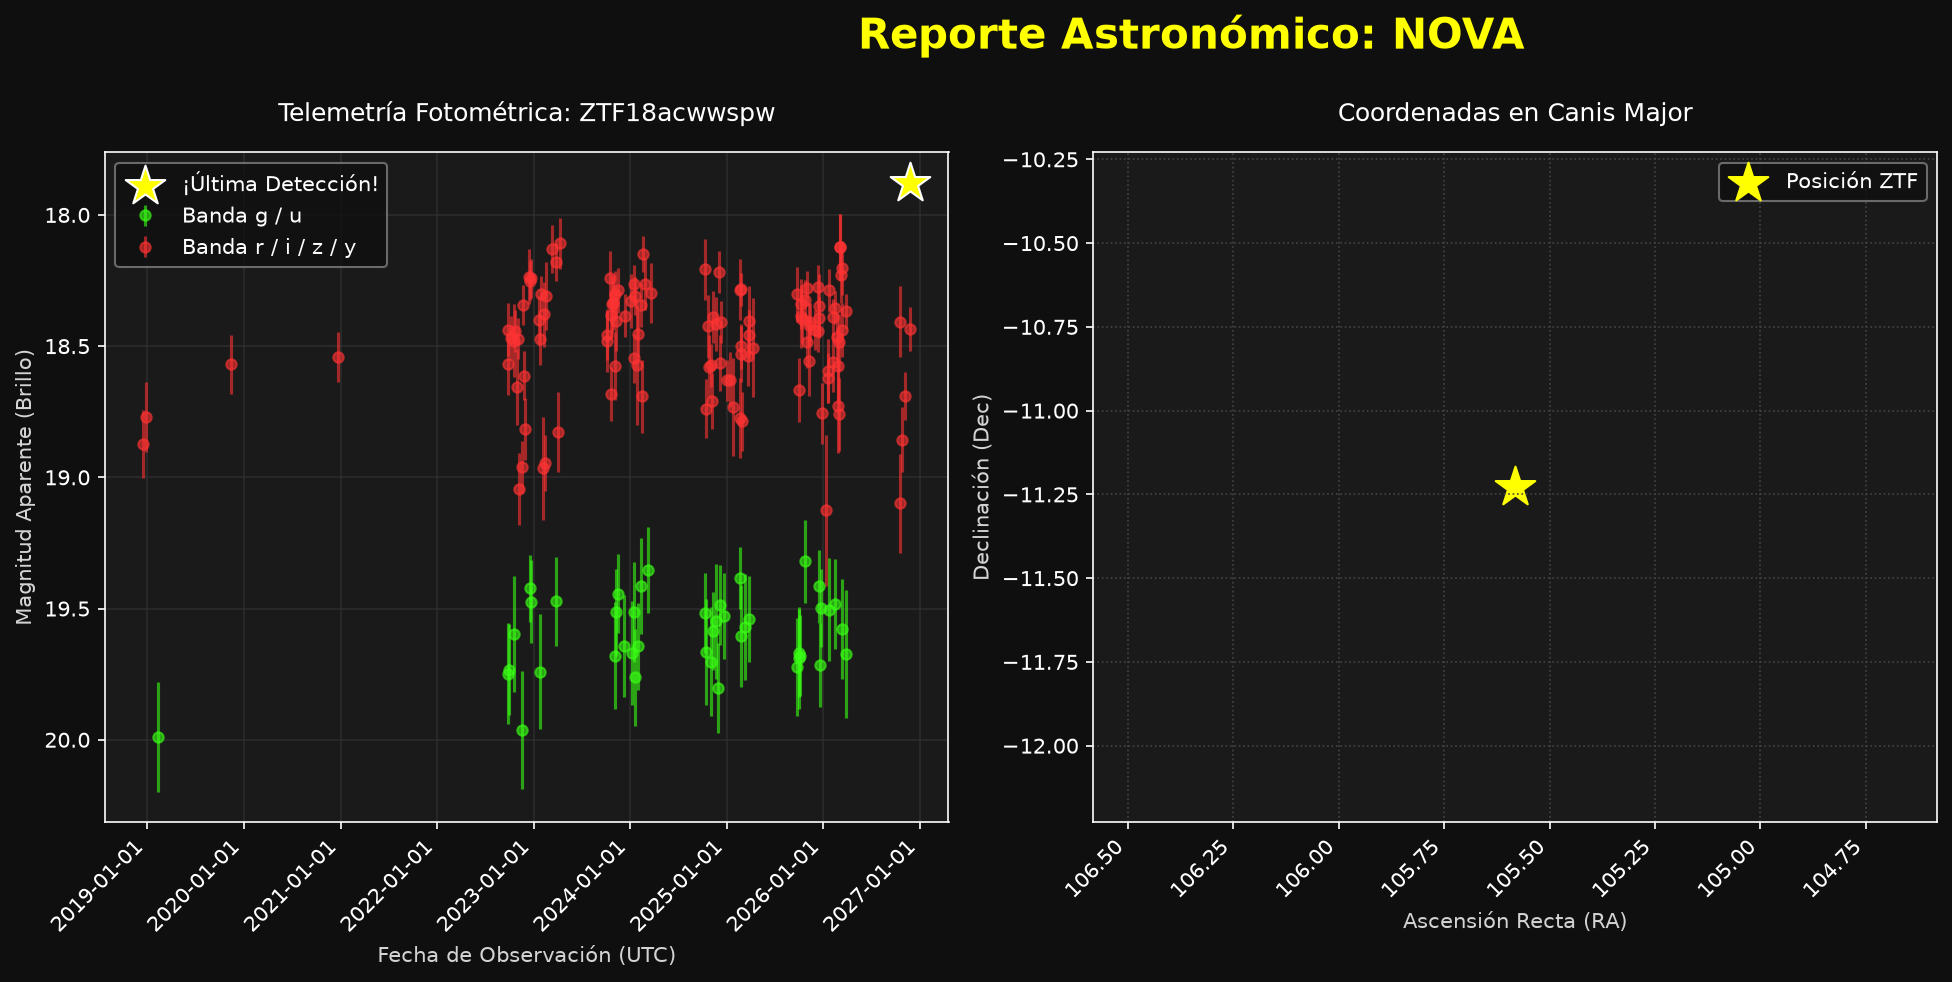 Reporte Astronómico: NOVA
Telemetría Fotométrica: ZTF18acwwspw
¡Última Detección!
Banda g / u
Banda r / i / z / y
Magnitud Aparente (Brillo)
18.0
18.5
19.0
19.5
20.0
2019-01-01
2020-01-01
2021-01-01
2022-01-01
2023-01-01
2024-01-01
2025-01-01
2026-01-01
2027-01-01
Fecha de Observación (UTC)
Coordenadas en Canis Major
Posición ZTF
Declinación (Dec)
−10.25
−10.50
−10.75
−11.00
−11.25
−11.50
−11.75
−12.00
106.50
106.25
106.00
105.75
105.50
105.25
105.00
104.75
Ascensión Recta (RA)